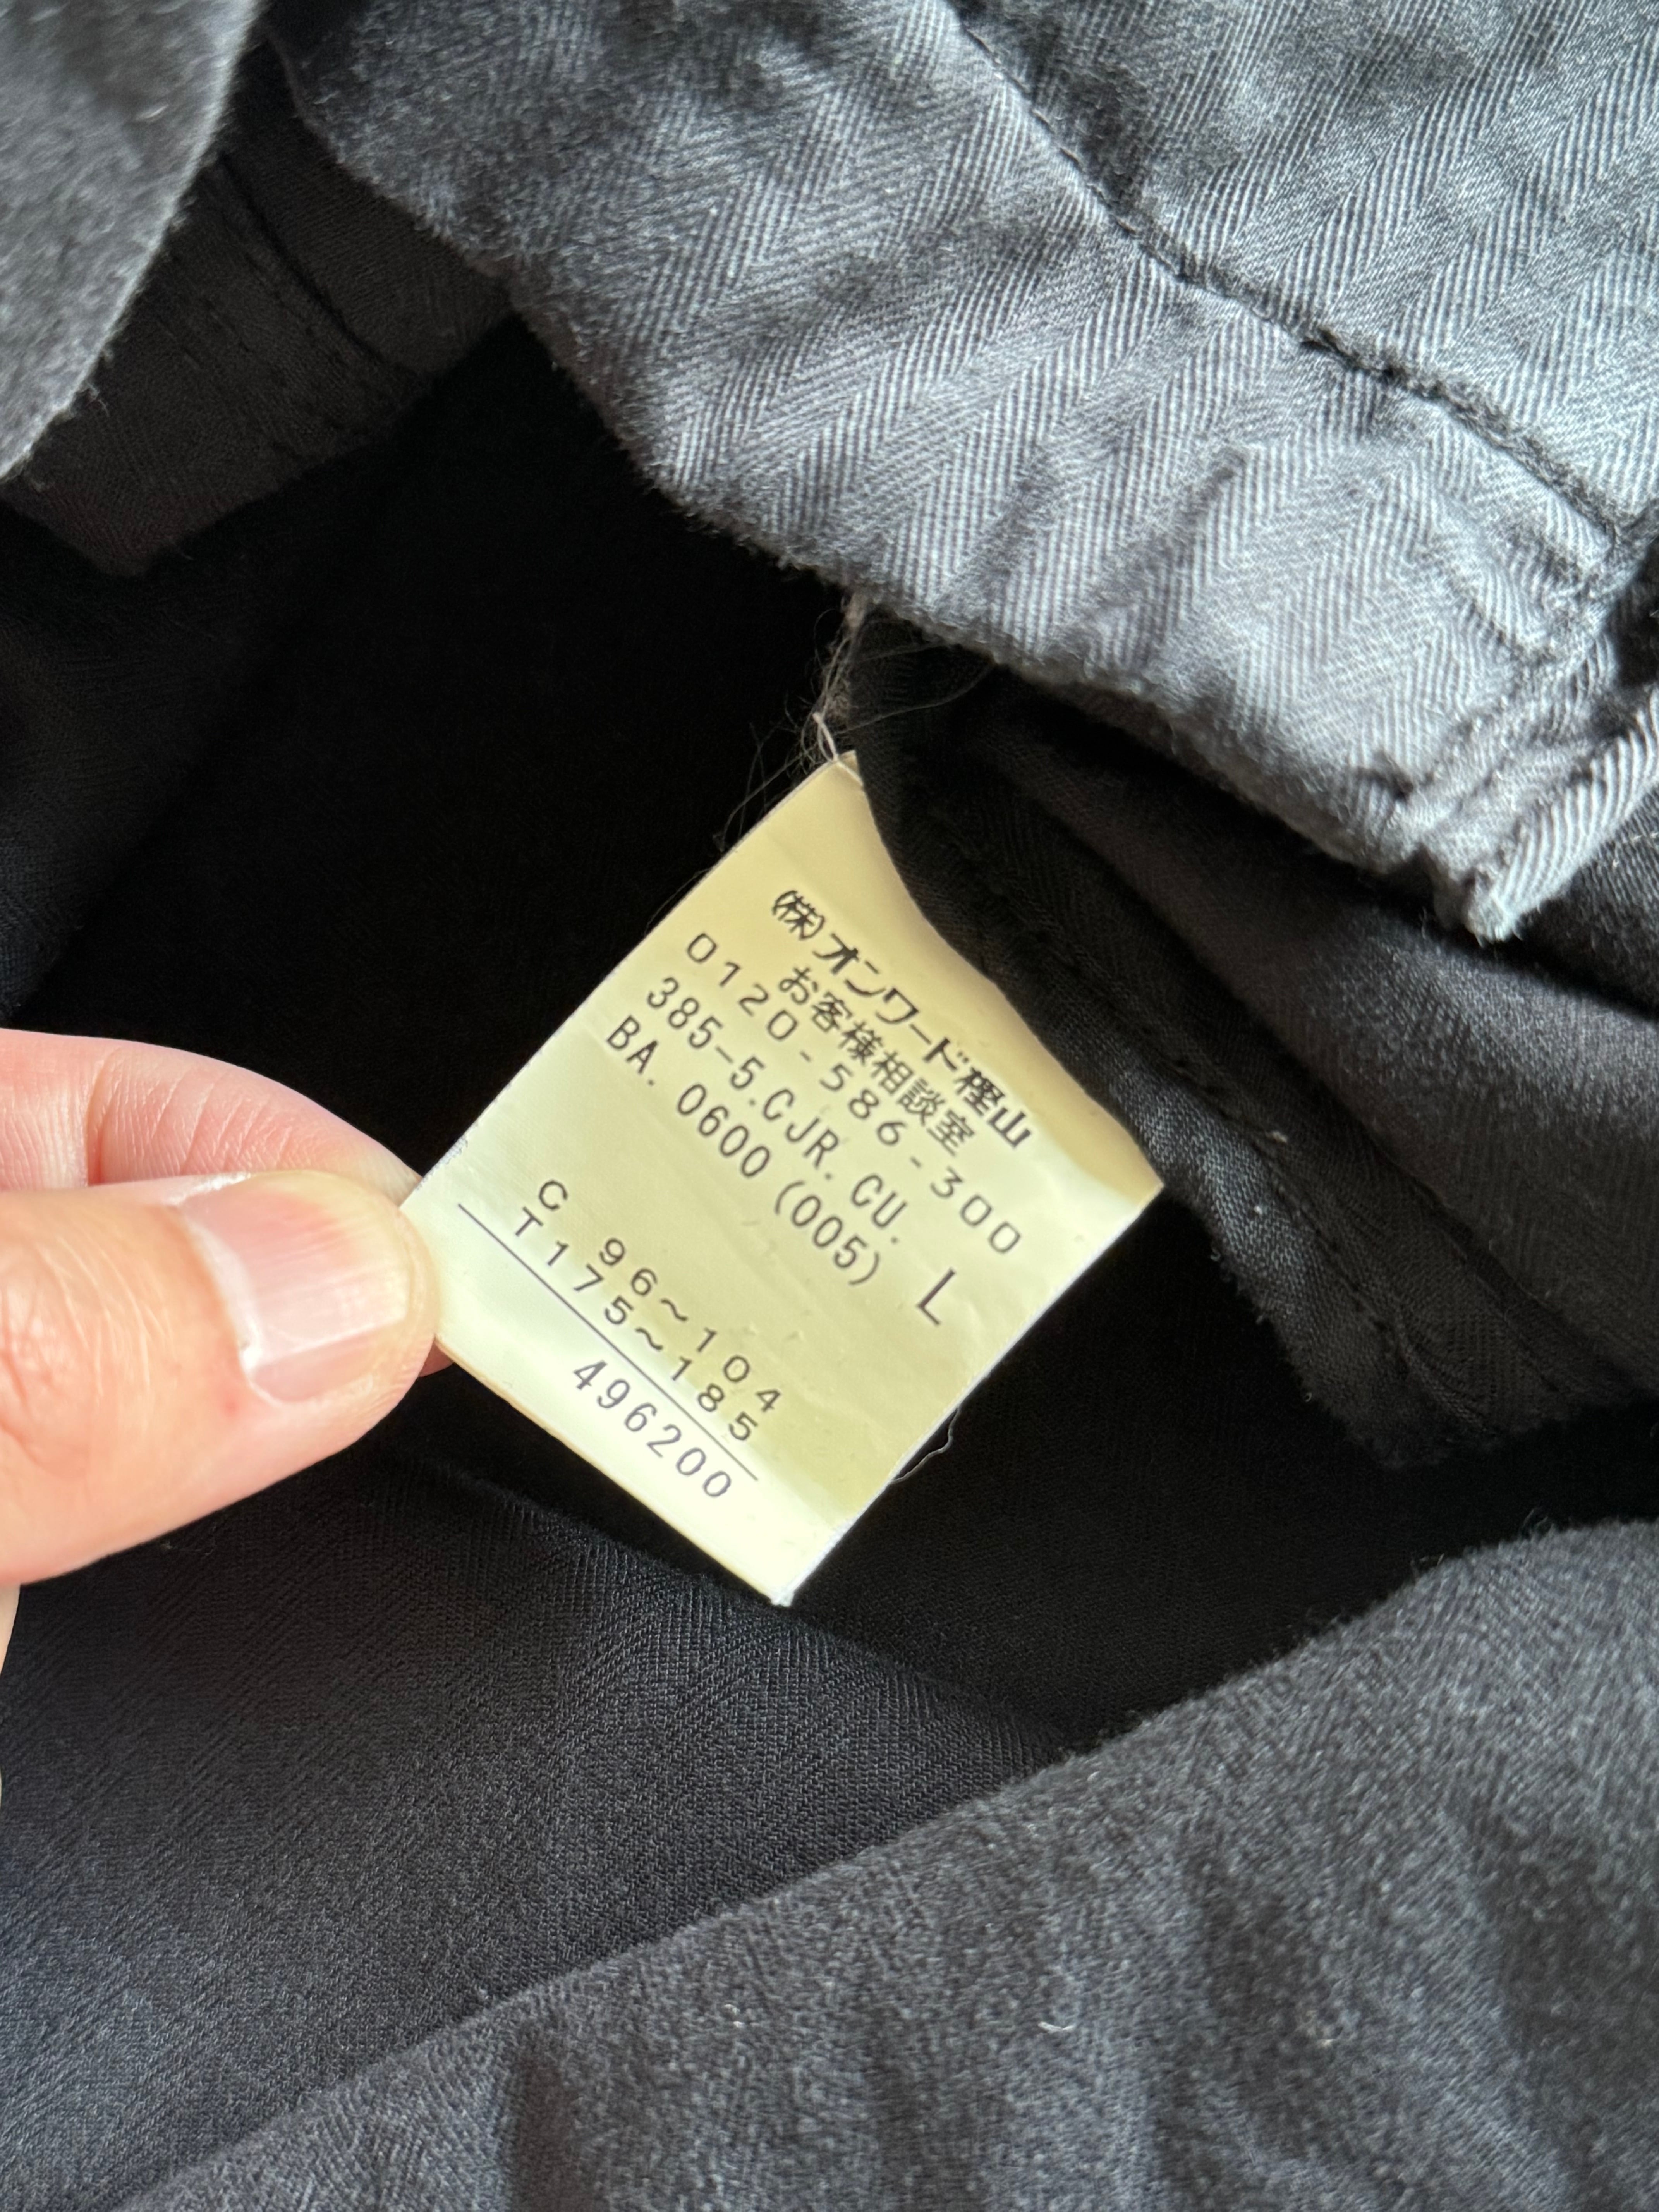 (株)オンワード樫山
お客様相談室
0120-586-300
385-5.CJR.CU.
BA.0600(005)
L
C 96~104
T175~185
496200